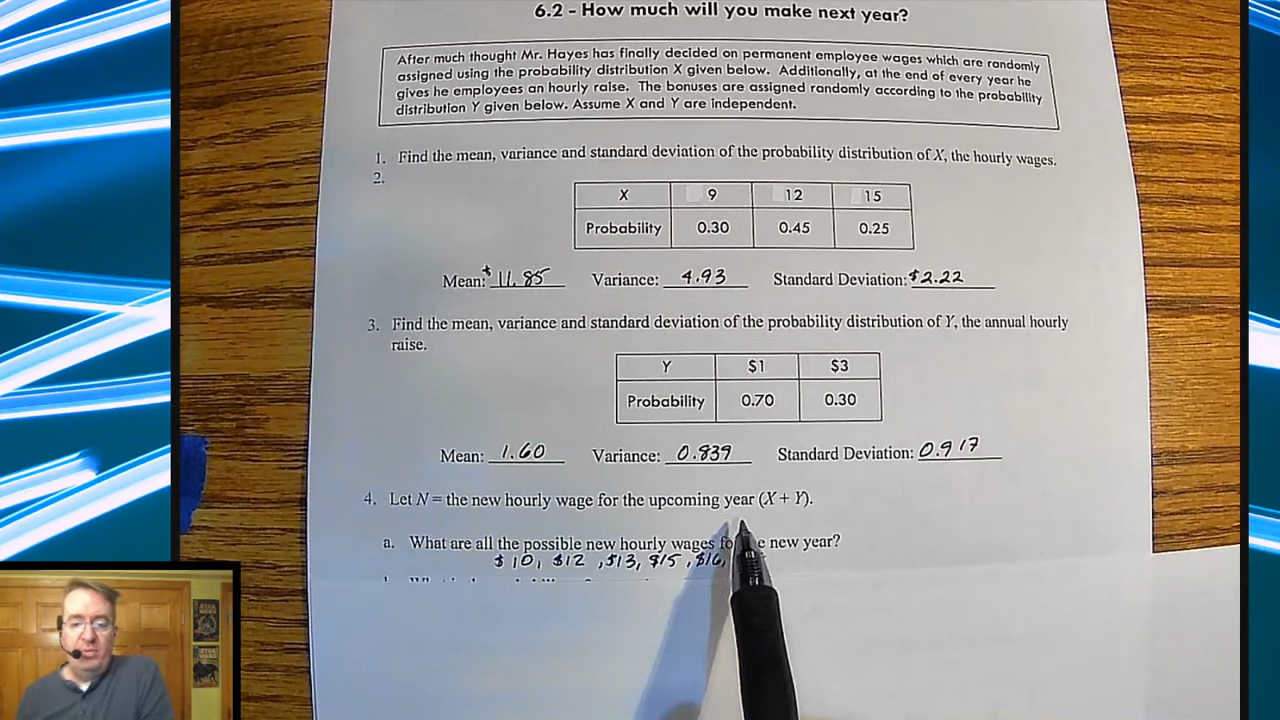 6.2 - How much will you make next year?
After much thought Mr. Hayes has finally decided on permanent employee wages which are randomly
assigned using the probability distribution X given below. Additionally, at the end of every year he
gives he employees an hourly raise. The bonuses are assigned randomly according to the probability
distribution Y given below. Assume X and Y are independent.
1. Find the mean, variance and standard deviation of the probability distribution of X, the hourly wages.
2.
X 9 12 15
Probability 0.30 0.45 0.25
Mean: $11.85 Variance: 4.93 Standard Deviation: $2.22
3. Find the mean, variance and standard deviation of the probability distribution of Y, the annual hourly
raise.
Y $1 $3
Probability 0.70 0.30
Mean: 1.60 Variance: 0.839 Standard Deviation: 0.917
4. Let N = the new hourly wage for the upcoming year (X + Y).
a. What are all the possible new hourly wages new year?
$10, $12, $13, $15, $16,
STAR WARS
STAR WARS